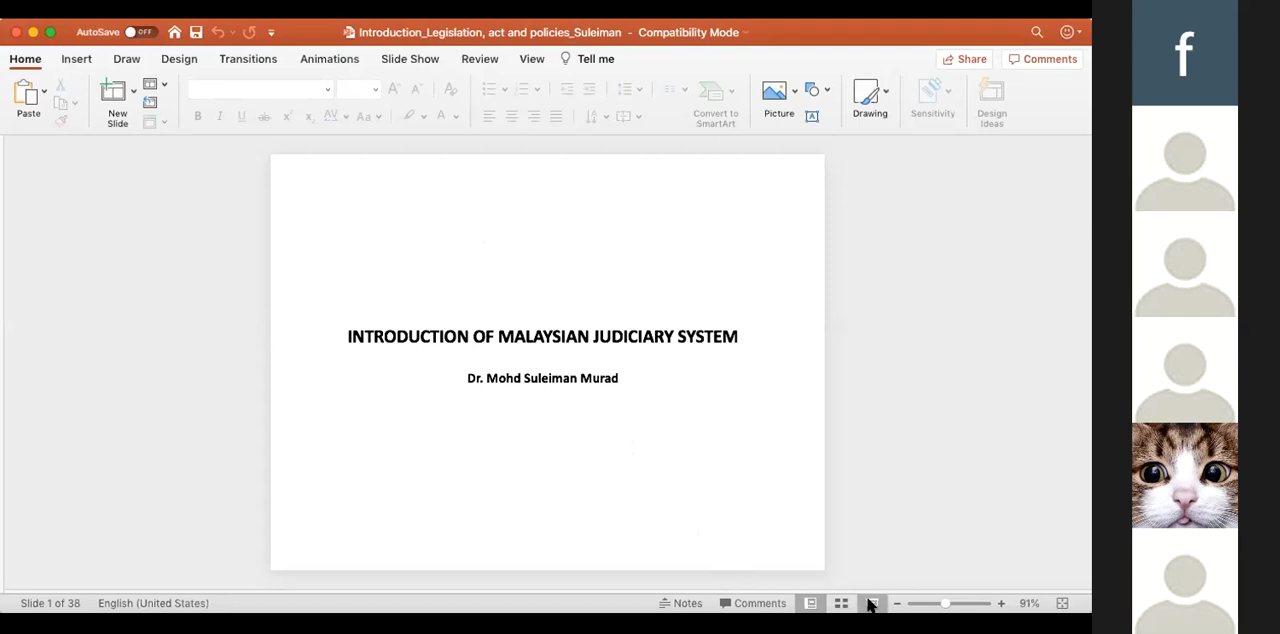 AutoSave OFF
Introduction_Legislation, act and policies_Suleiman - Compatibility Mode
Home Insert Draw Design Transitions Animations Slide Show Review View Tell me Share Comments
Paste
New Slide
Aa
Convert to SmartArt
Picture
Drawing
Sensitivity
Design Ideas
INTRODUCTION OF MALAYSIAN JUDICIARY SYSTEM
Dr. Mohd Suleiman Murad
Slide 1 of 38 English (United States) Notes Comments 91%
f